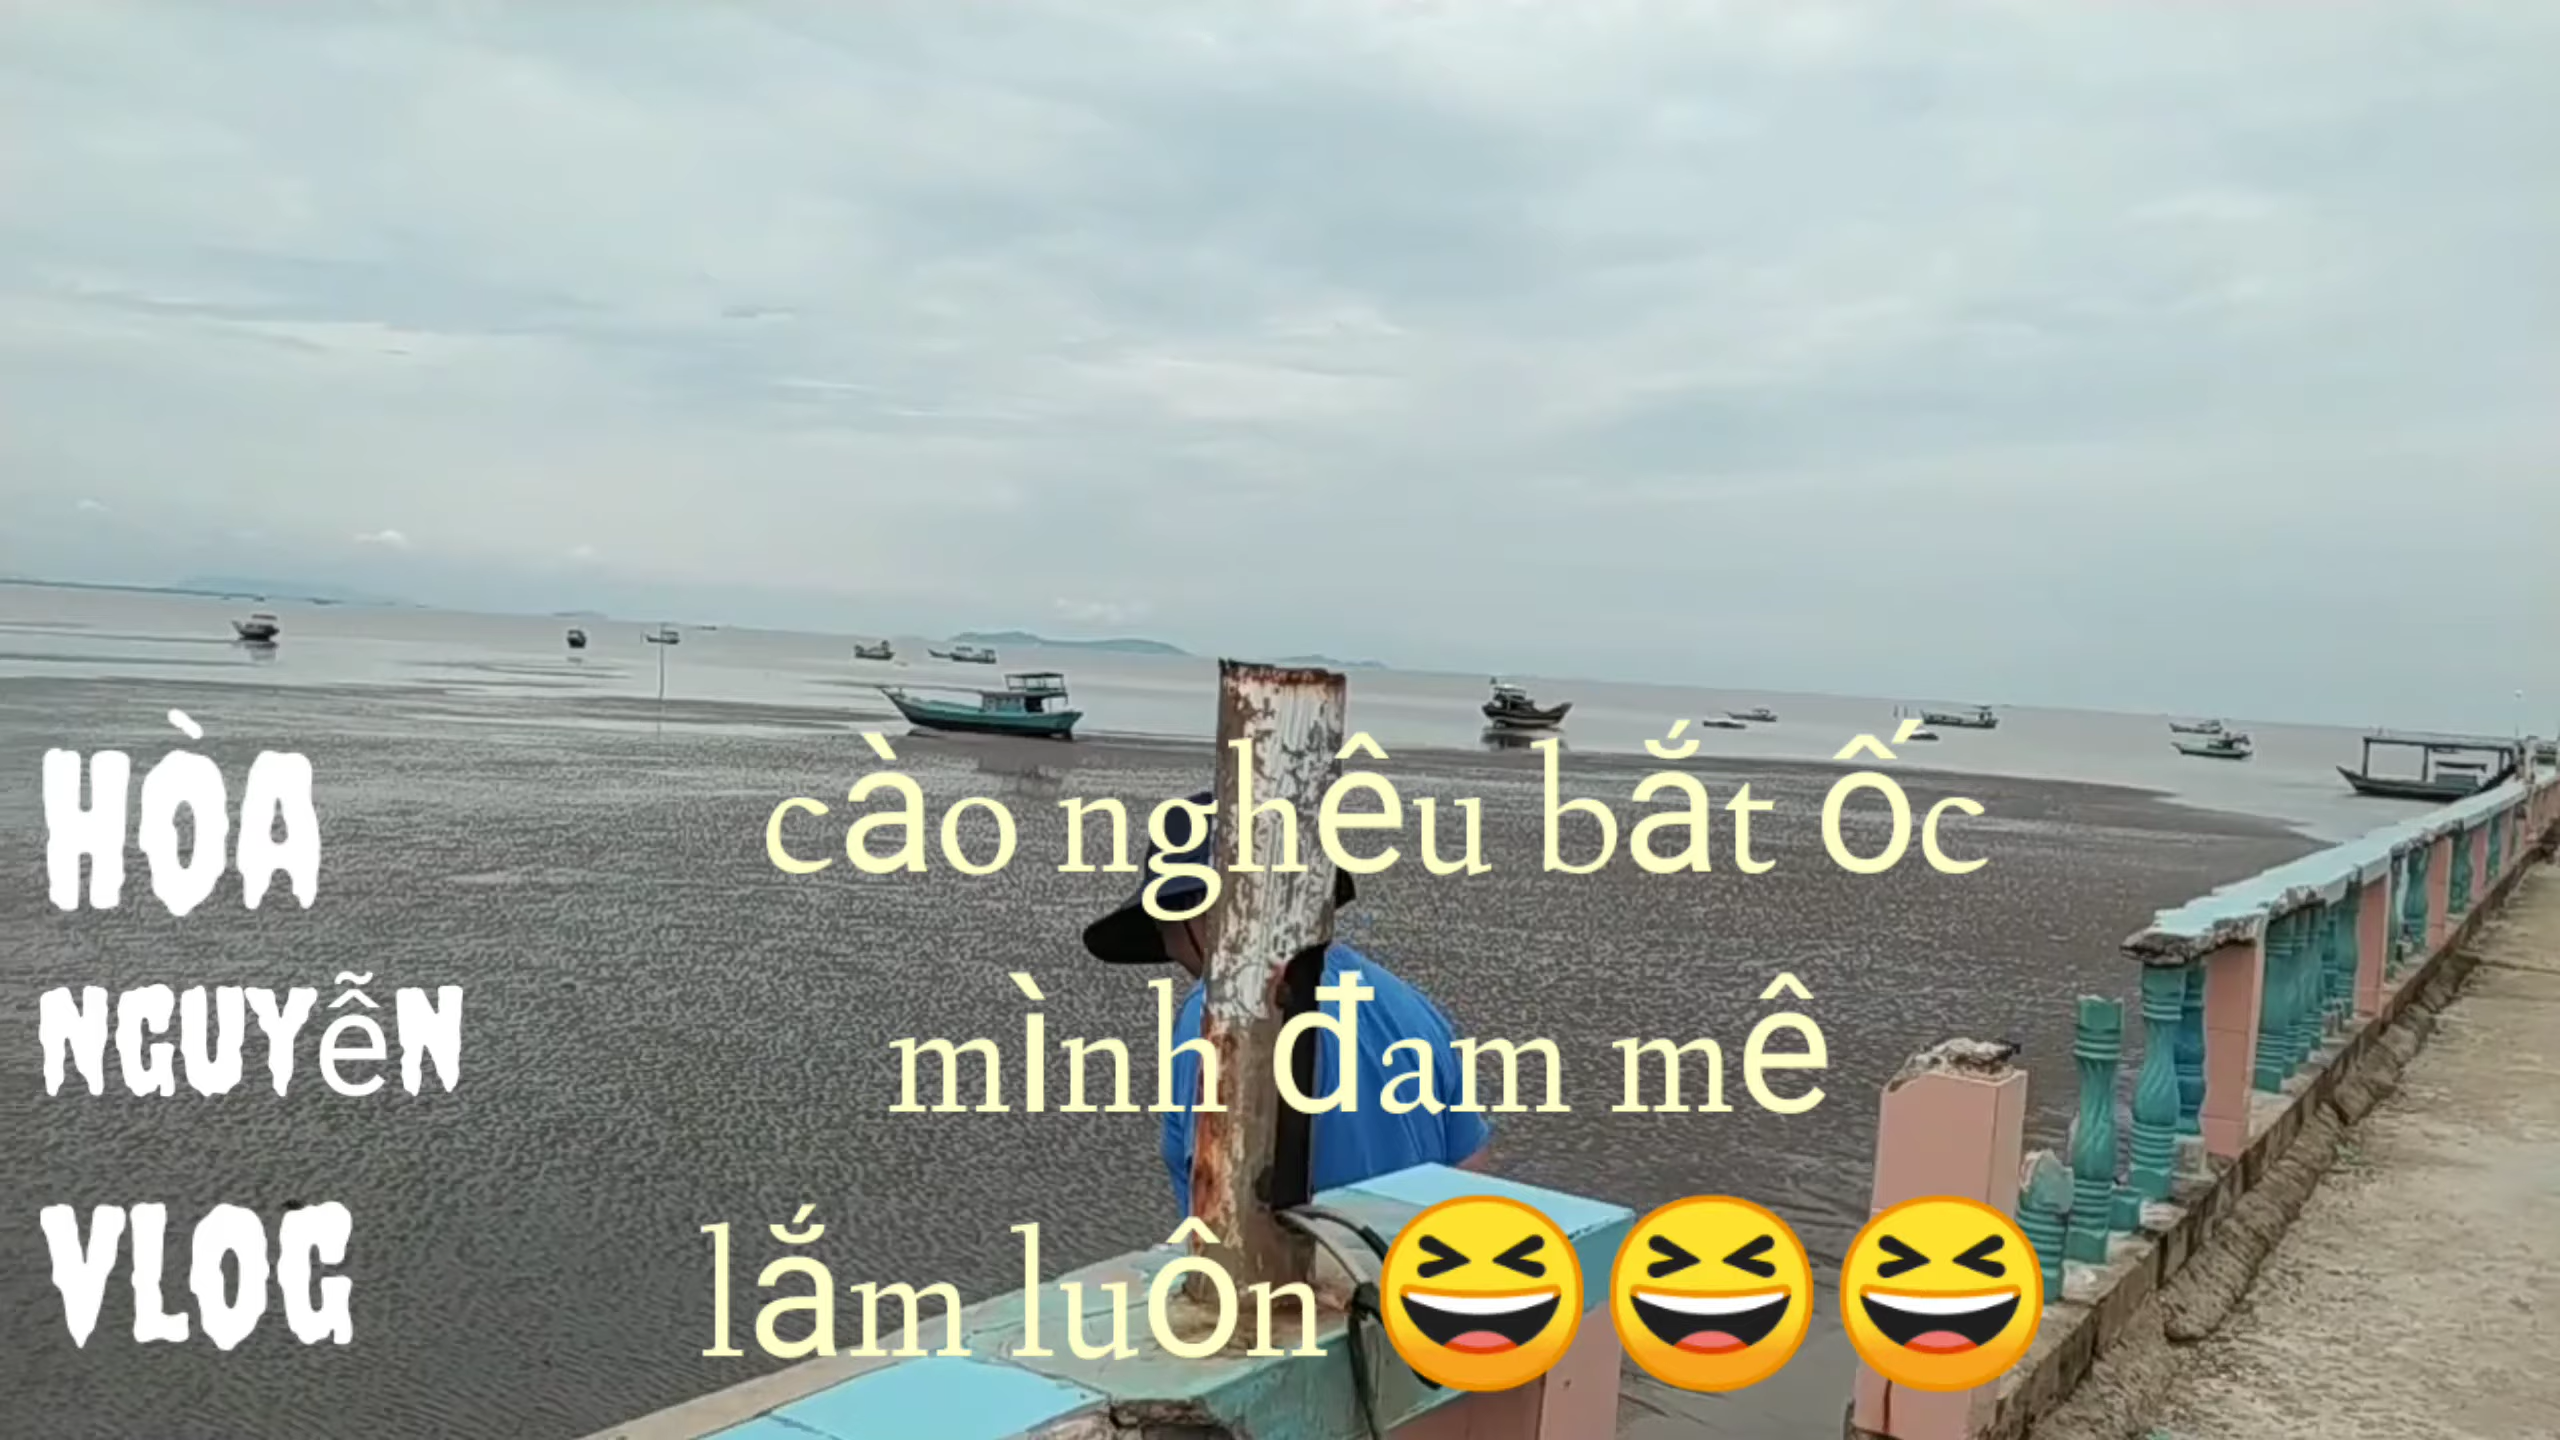 HÒA
NGUYỄN
VLOG
cào nghêu bắt ốc
mình đam mê
lắm luôn 😆😆😆